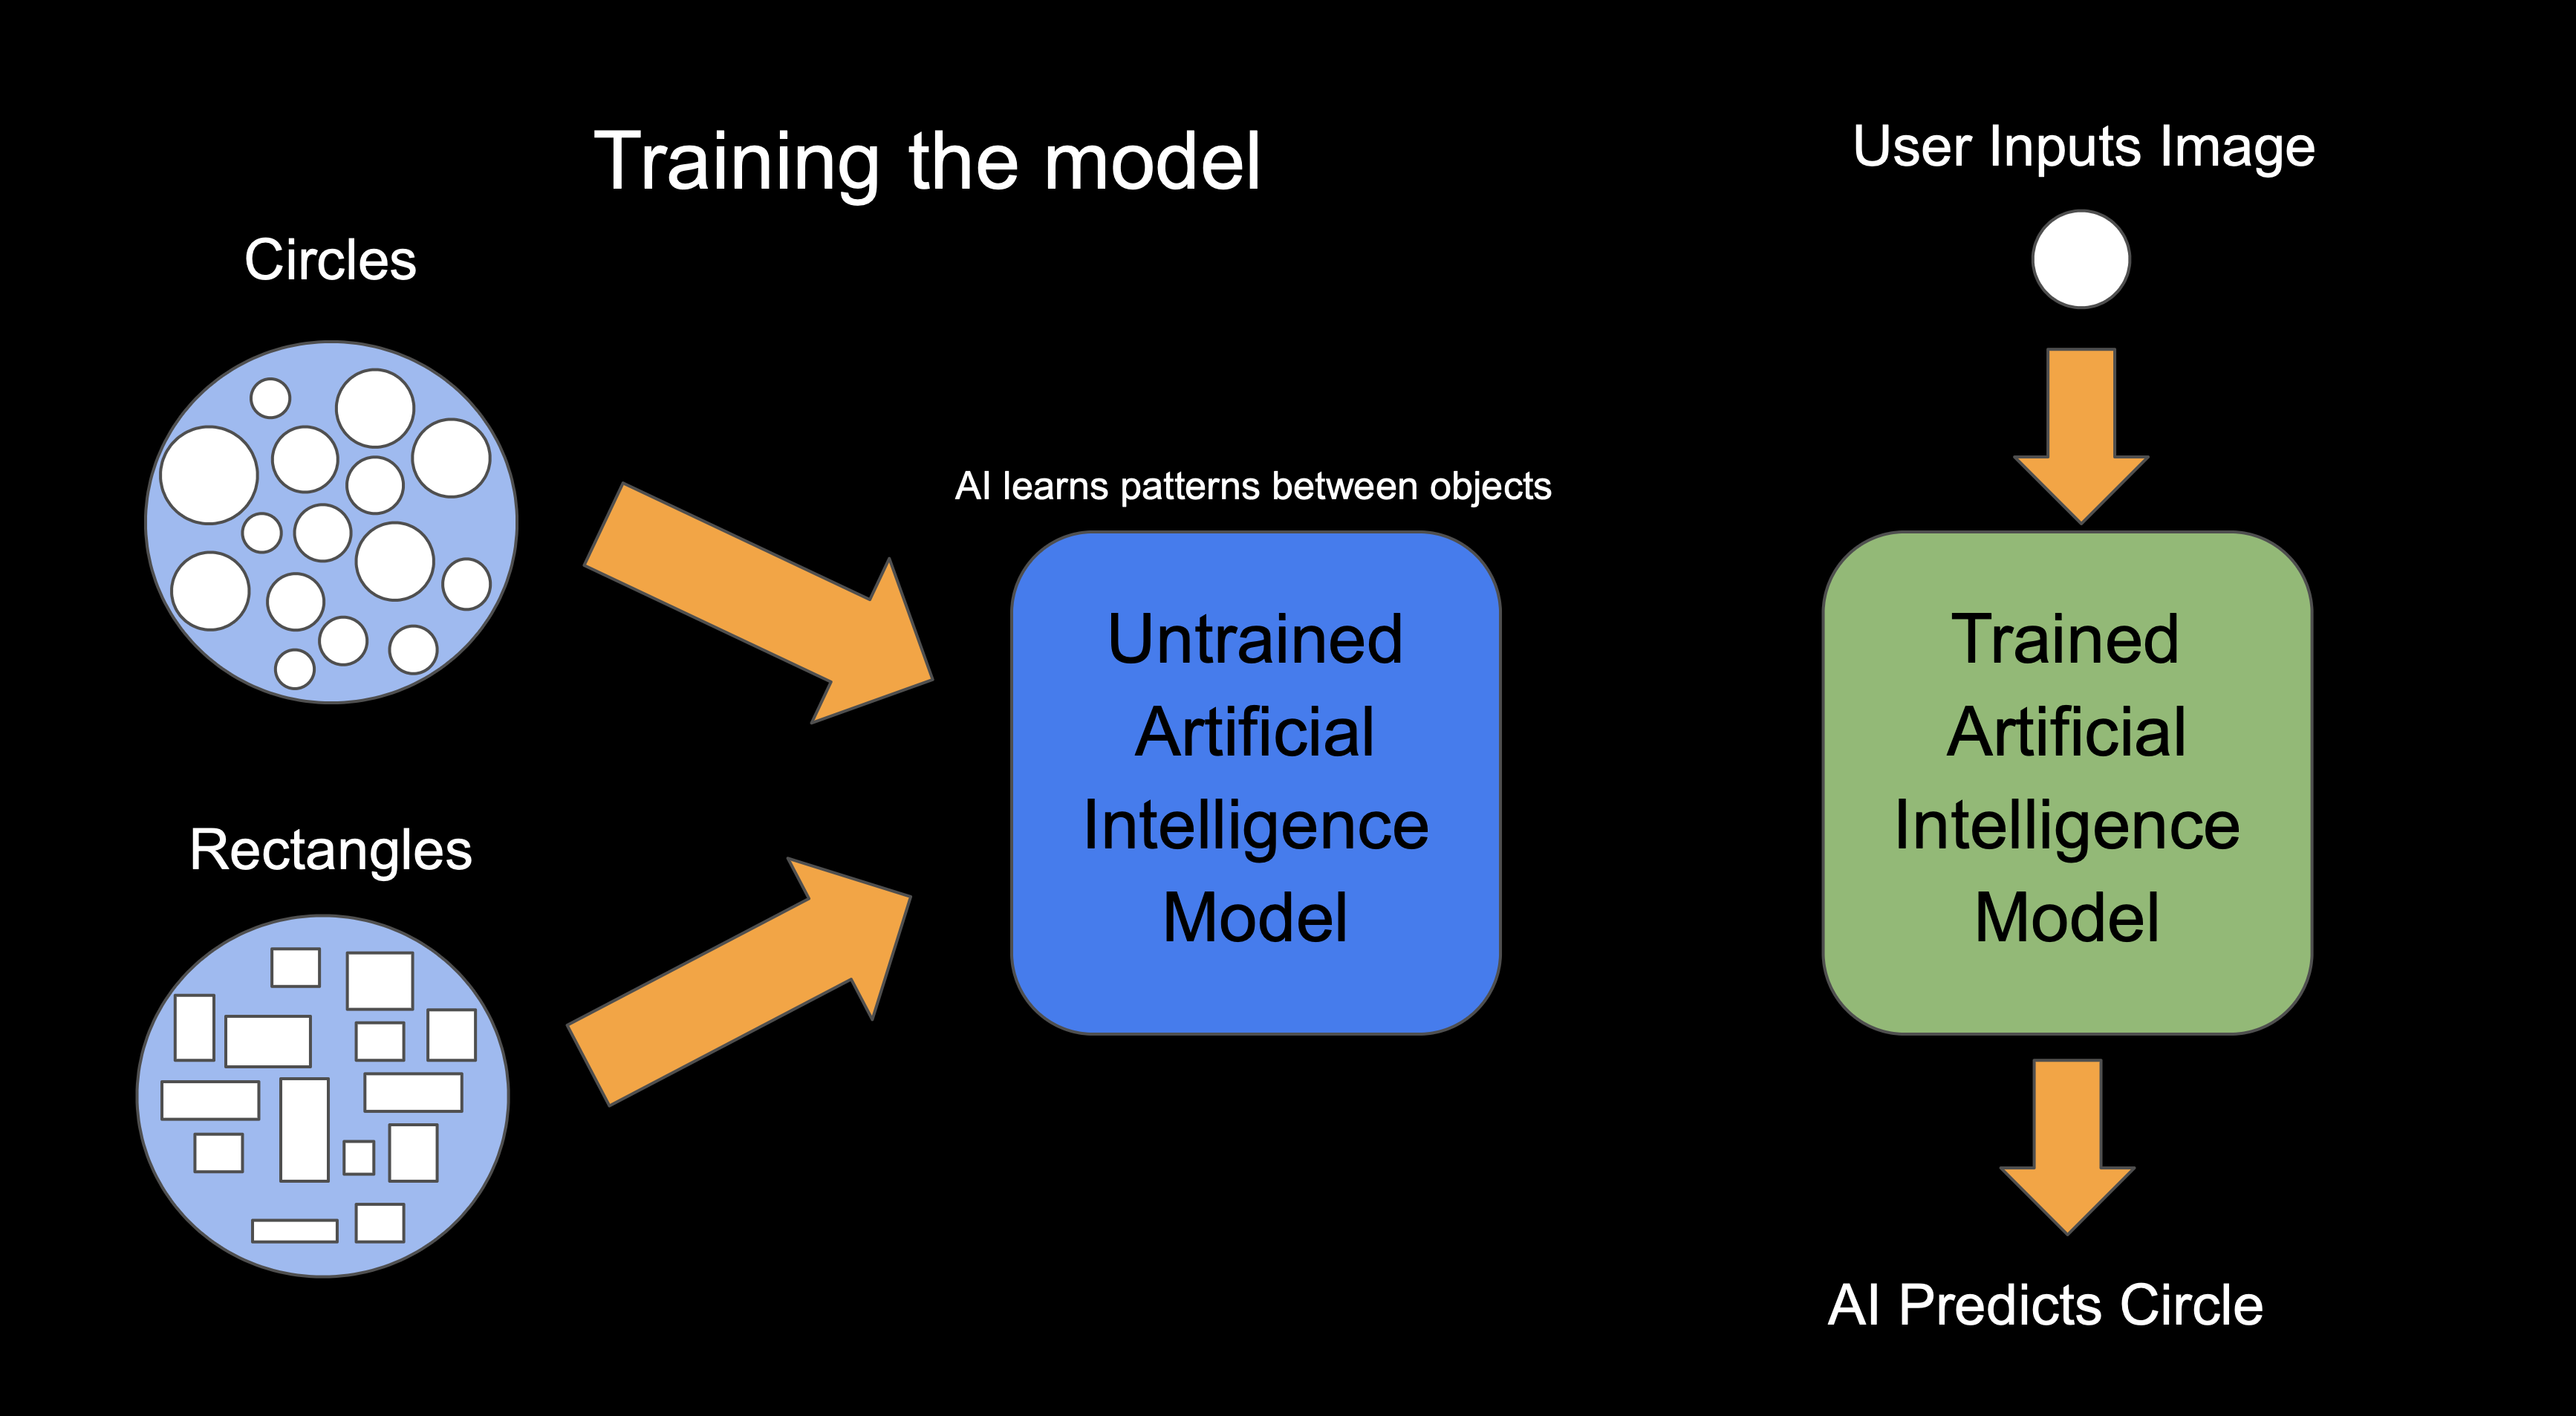 Training the model
Circles
Rectangles
AI learns patterns between objects
Untrained
Artificial
Intelligence
Model
User Inputs Image
Trained
Artificial
Intelligence
Model
AI Predicts Circle